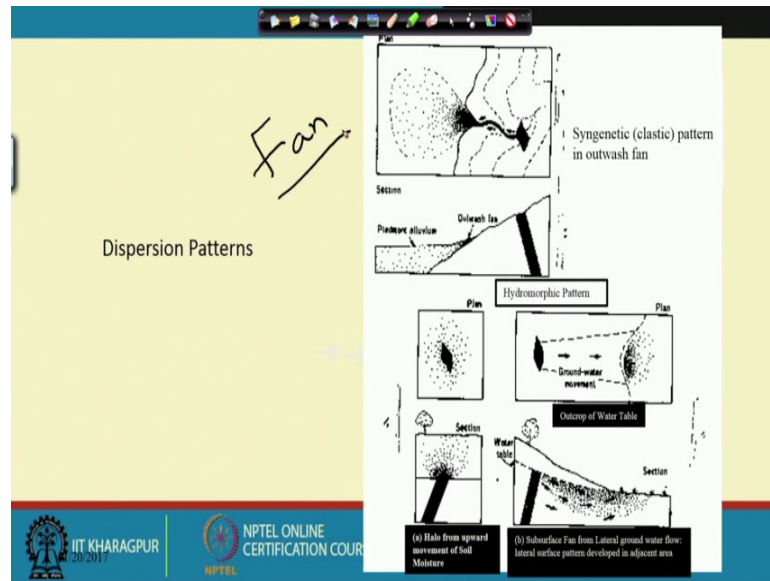 Plan
Fan
Syngenetic (clastic) pattern
in outwash fan
Section
Piedmont alluvium
Outwash fan
Dispersion Patterns
Hydromorphic Pattern
Plan
Plan
Ground-water
movement
Outcrop of Water Table
Section
Water
table
Section
(a) Halo from upward
movement of Soil
Moisture
(b) Subsurface Fan from Lateral ground water flow:
lateral surface pattern developed in adjacent area
IIT KHARAGPUR
20/2017
NPTEL
NPTEL ONLINE
CERTIFICATION COUR